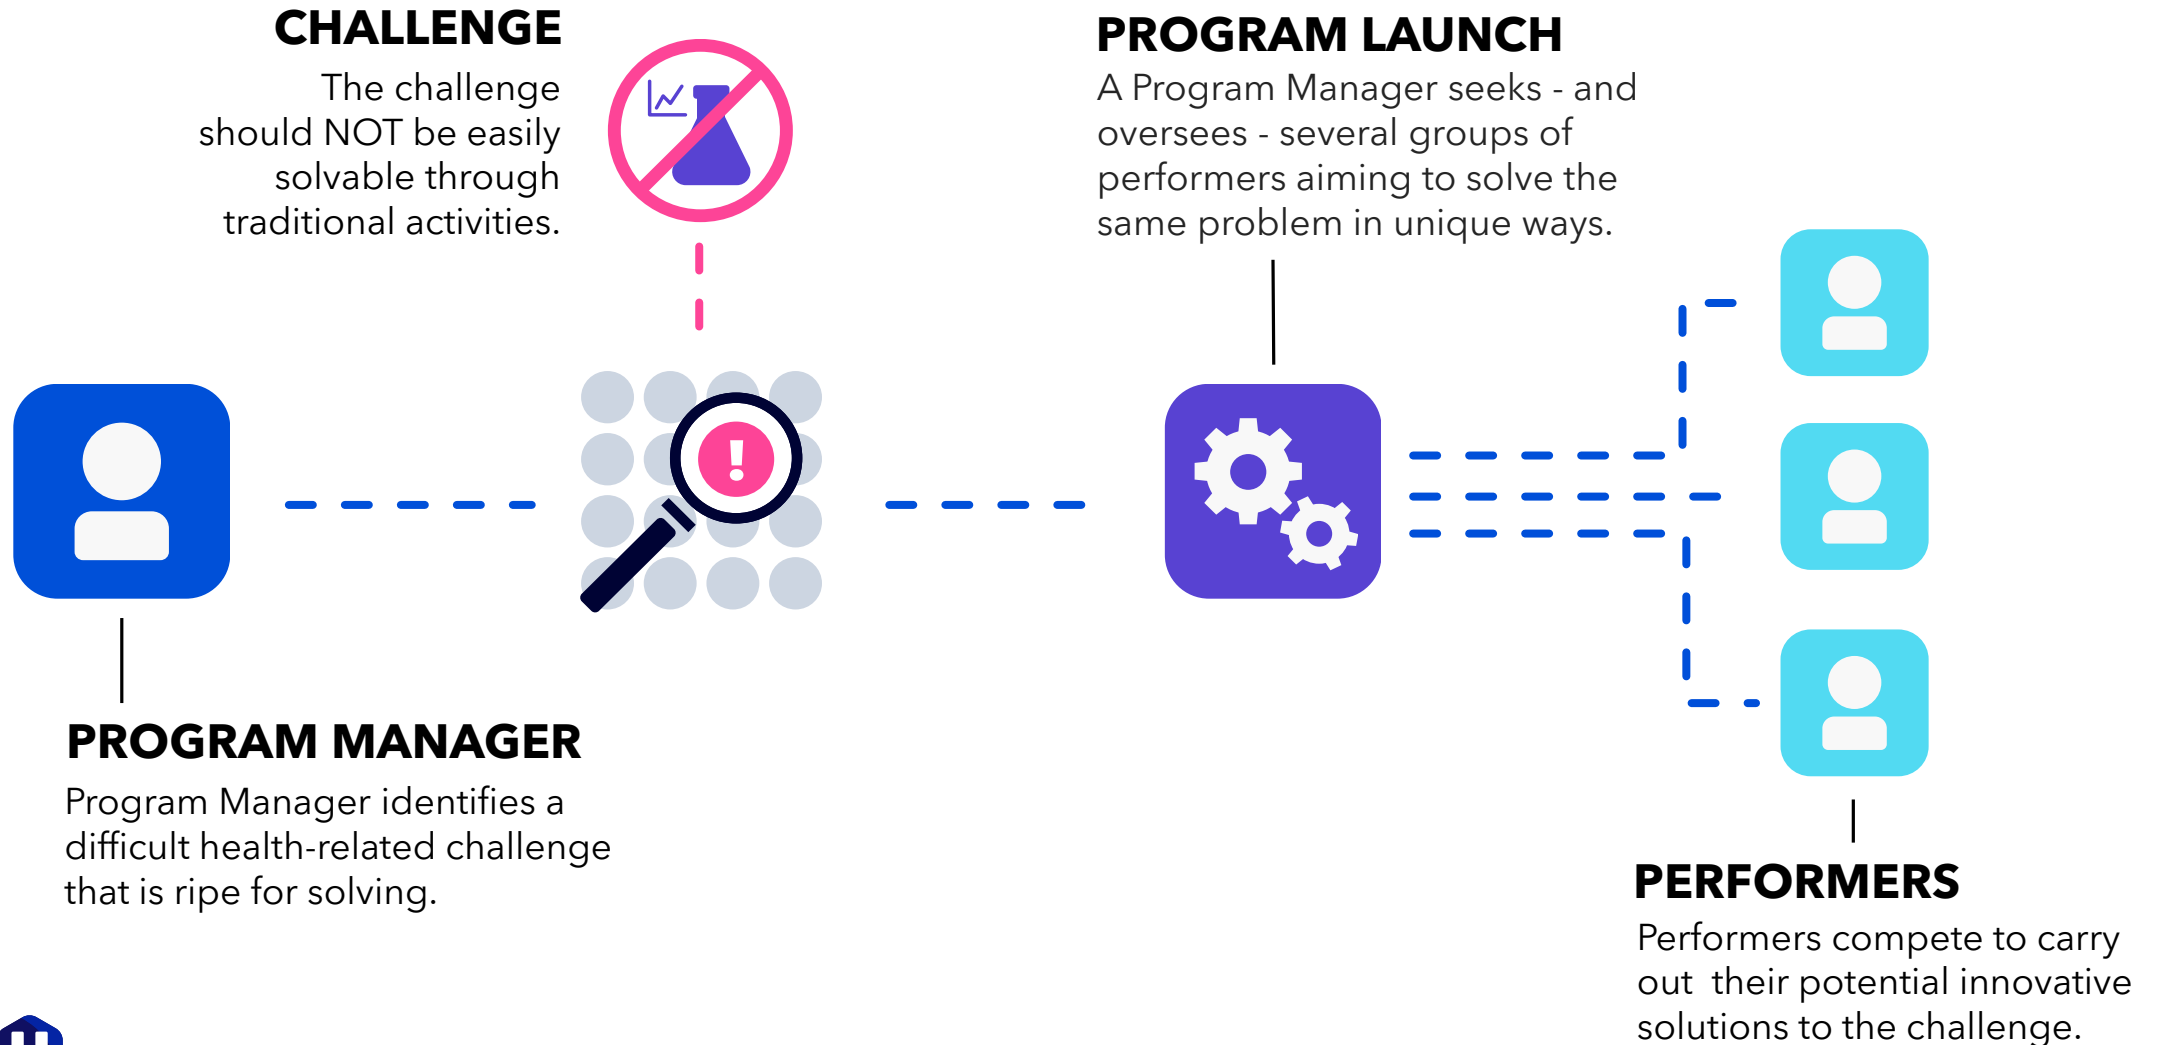 CHALLENGE
The challenge
should NOT be easily
solvable through
traditional activities.
PROGRAM LAUNCH
A Program Manager seeks - and
oversees - several groups of
performers aiming to solve the
same problem in unique ways.
!
PROGRAM MANAGER
Program Manager identifies a
difficult health-related challenge
that is ripe for solving.
PERFORMERS
Performers compete to carry
out  their potential innovative
solutions to the challenge.